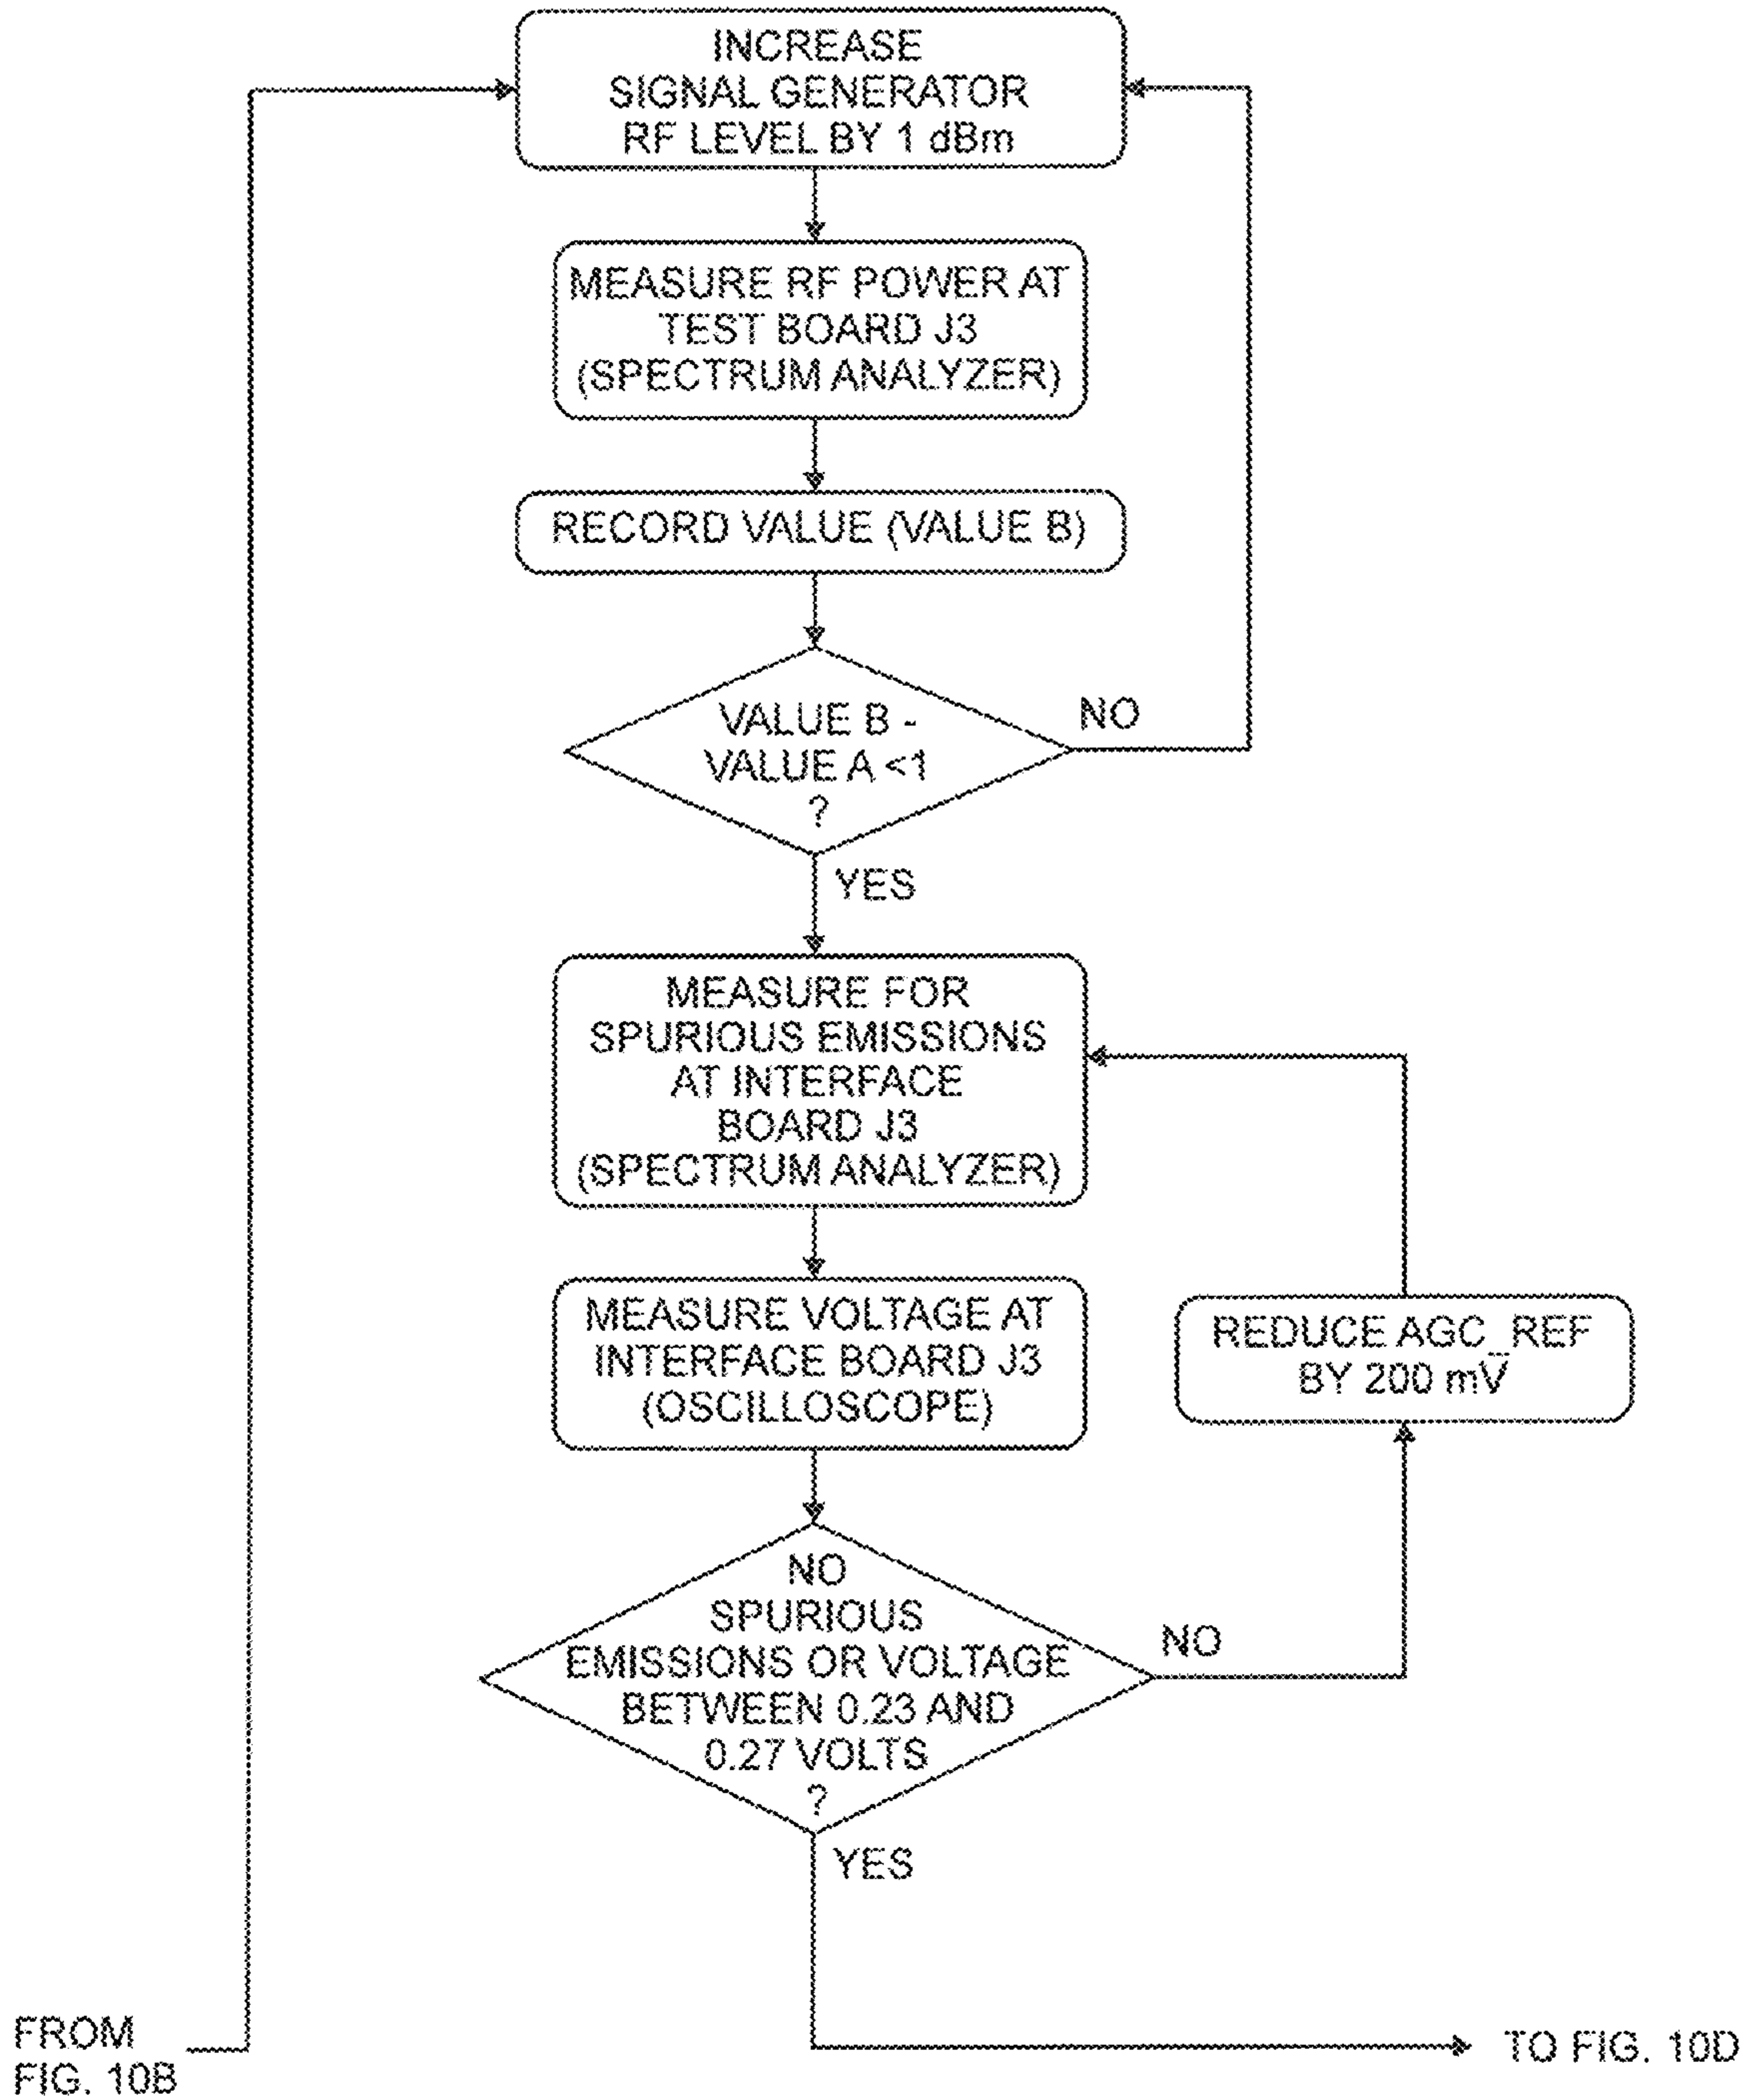 INCREASE
SIGNAL GENERATOR
RF LEVEL BY 1 dBm
MEASURE RF POWER AT
TEST BOARD J3
(SPECTRUM ANALYZER)
RECORD VALUE (VALUE B)
VALUE B -
VALUE A <1
?
NO
YES
MEASURE FOR
SPURIOUS EMISSIONS
AT INTERFACE
BOARD J3
(SPECTRUM ANALYZER)
MEASURE VOLTAGE AT
INTERFACE BOARD J3
(OSCILLOSCOPE)
REDUCE AGC_REF
BY 200 mV
NO
SPURIOUS
EMISSIONS OR VOLTAGE
BETWEEN 0.23 AND
0.27 VOLTS
?
NO
YES
FROM
FIG. 10B
TO FIG. 10D